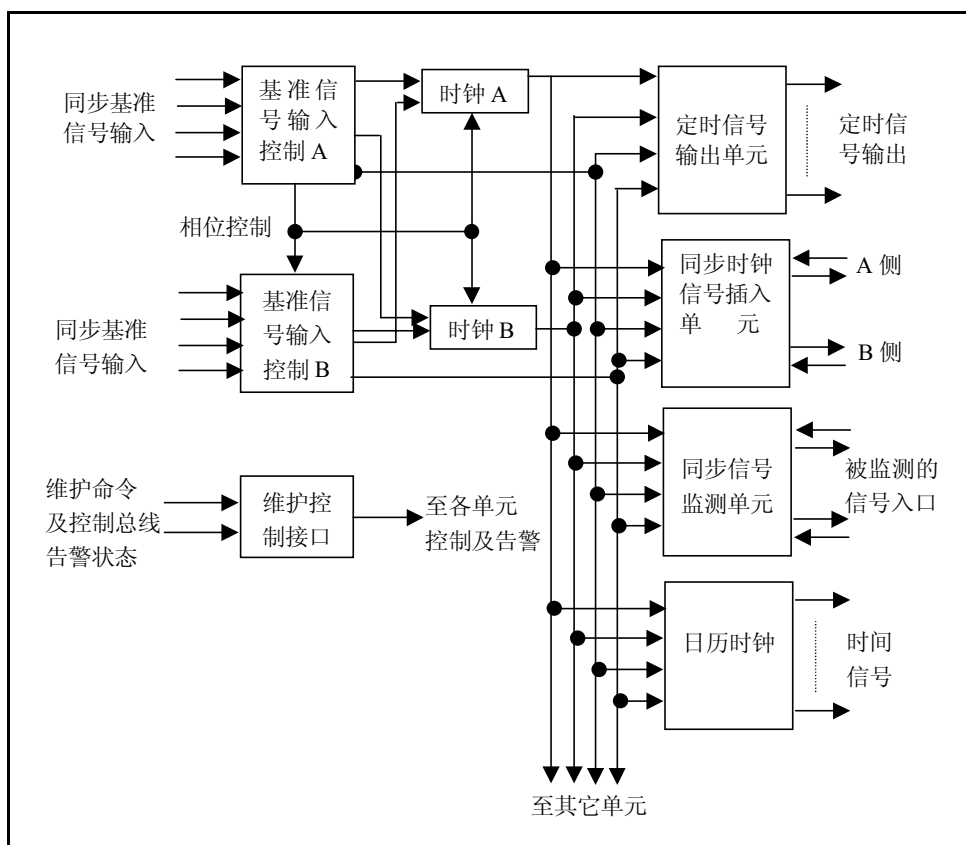 同步基准
信号输入
基 准 信
号 输 入
控制 A
时钟 A
定时信号
输出单元
定时信
号输出
相位控制
同步基准
信号输入
基 准 信
号 输 入
控制 B
时钟 B
同步时钟
信号插入
单 元
A 侧
B 侧
维护命令
及控制总线
告警状态
维护控
制接口
至各单元
控制及告警
同步信号
监测单元
被监测的
信号入口
日历时钟
时间
信号
至其它单元